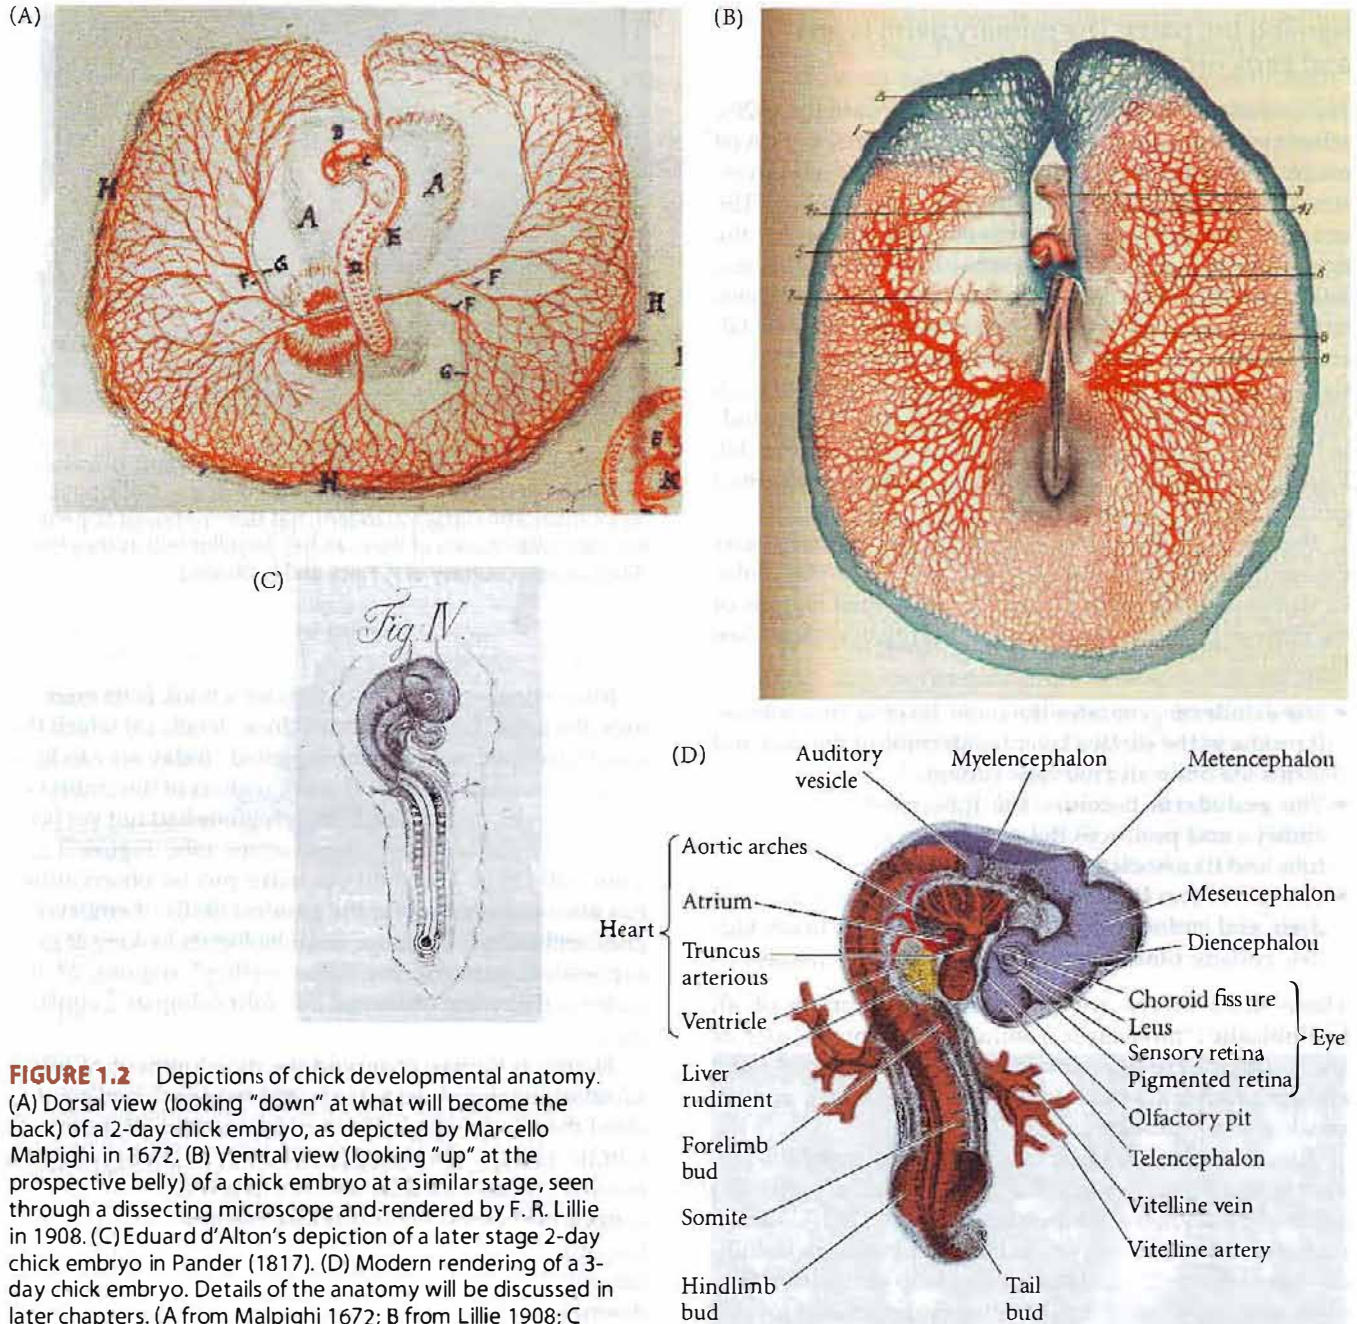 (A)
(B)
H
B
C
A
A
E
F
G
F
F
H
G
H
(C)
Fig. IV.
(D)
Auditory
vesicle
Myelencephalon
Metencephalou
Heart
Aortic arches
Atrium
Truncus
arterious
Ventricle
Liver
rudiment
Forelimb
bud
Somite
Hindlimb
bud
Mesencephalon
Diencephalou
Choroid fissure
Leus
Sensory retina
Pigmented retina
Eye
Olfactory pit
Telencephalon
Vitelline vein
Vitelline artery
Tail
bud
FIGURE 1.2 Depictions of chick developmental anatomy.
(A) Dorsal view (looking "down" at what will become the
back) of a 2-day chick embryo, as depicted by Marcello
Malpighi in 1672. (B) Ventral view (looking "up" at the
prospective belly) of a chick embryo at a similar stage, seen
through a dissecting microscope and-rendered by F. R. Lillie
in 1908. (C) Eduard d'Alton's depiction of a later stage 2-day
chick embryo in Pander (1817). (D) Modern rendering of a 3-
day chick embryo. Details of the anatomy will be discussed in
later chapters. (A from Malpighi 1672; B from Lillie 1908; C